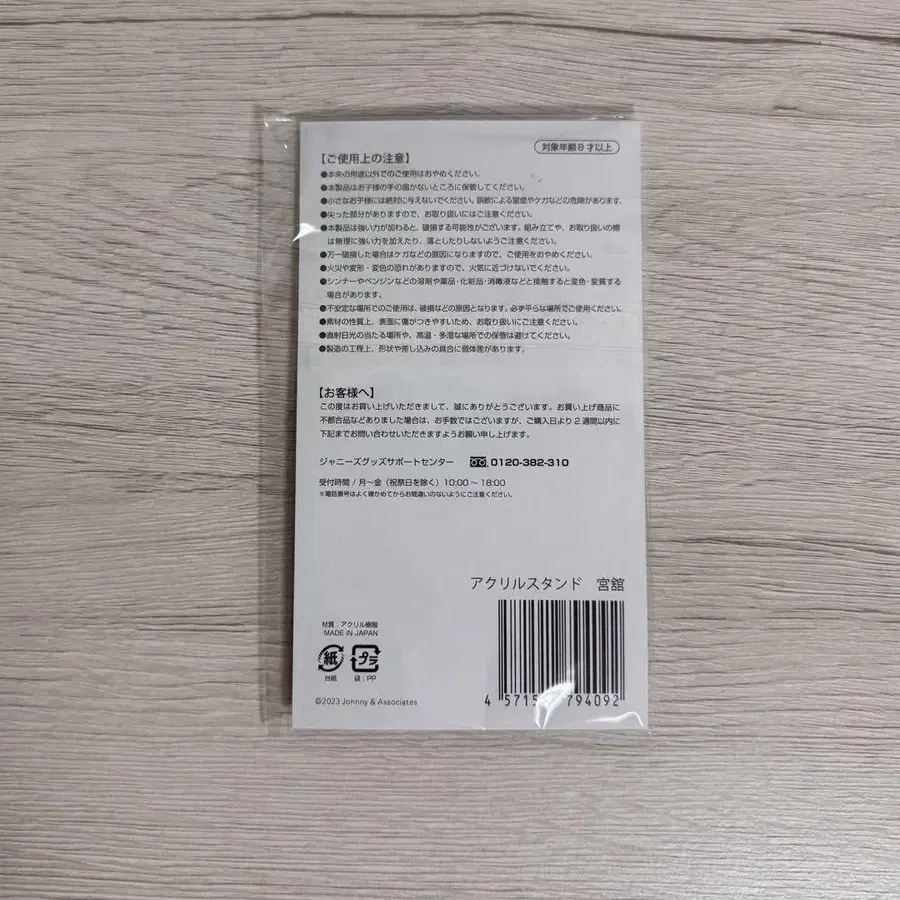 対象年齢8才以上
【ご使用上の注意】
●本来の用途以外でのご使用はおやめください。
●本製品はお子様の手の届かないところに保管してください。
●小さなお子様には絶対に与えないでください。誤飲による窒息やケガなどの危険があります。
●尖った部分がありますので、お取り扱いにはご注意ください。
●本製品は強い力が加わると、破損する可能性がございます。組み立てや、お取り扱いの際
は無理に強い力を加えたり、落としたりしないようご注意ください。
●万一破損した場合はケガなどの原因になりますので、ご使用をおやめください。
●火災や変形・変色の恐れがありますので、火気に近づけないでください。
●シンナーやベンジンなどの溶剤や薬品・化粧品・消毒液などと接触すると変色・変質する
場合があります。
●不安定な場所でのご使用は、破損などの原因となります。必ず平らな場所でご使用ください。
●素材の性質上、表面に傷がつきやすいため、お取り扱いにご注意ください。
●直射日光の当たる場所や、高温・多湿な場所での保管は避けてください。
●製造の工程上、形状や差し込みの具合に個体差があります。
【お客様へ】
この度はお買い上げいただきまして、誠にありがとうございます。お買い上げ商品に
不都合品などありました場合は、お手数ではございますが、ご購入日より2週間以内に
下記までお問い合わせいただきますようお願い申し上げます。
ジャニーズグッズサポートセンター 0120-382-310
受付時間/月〜金（祝祭日を除く）10:00〜18:00
※電話番号はよく確かめてからお間違いのないようにご注意ください。
アクリルスタンド 宮舘
材質：アクリル樹脂
MADE IN JAPAN
紙 プラ
台紙 袋：PP
4 5715 794092
©2023 Johnny & Associates